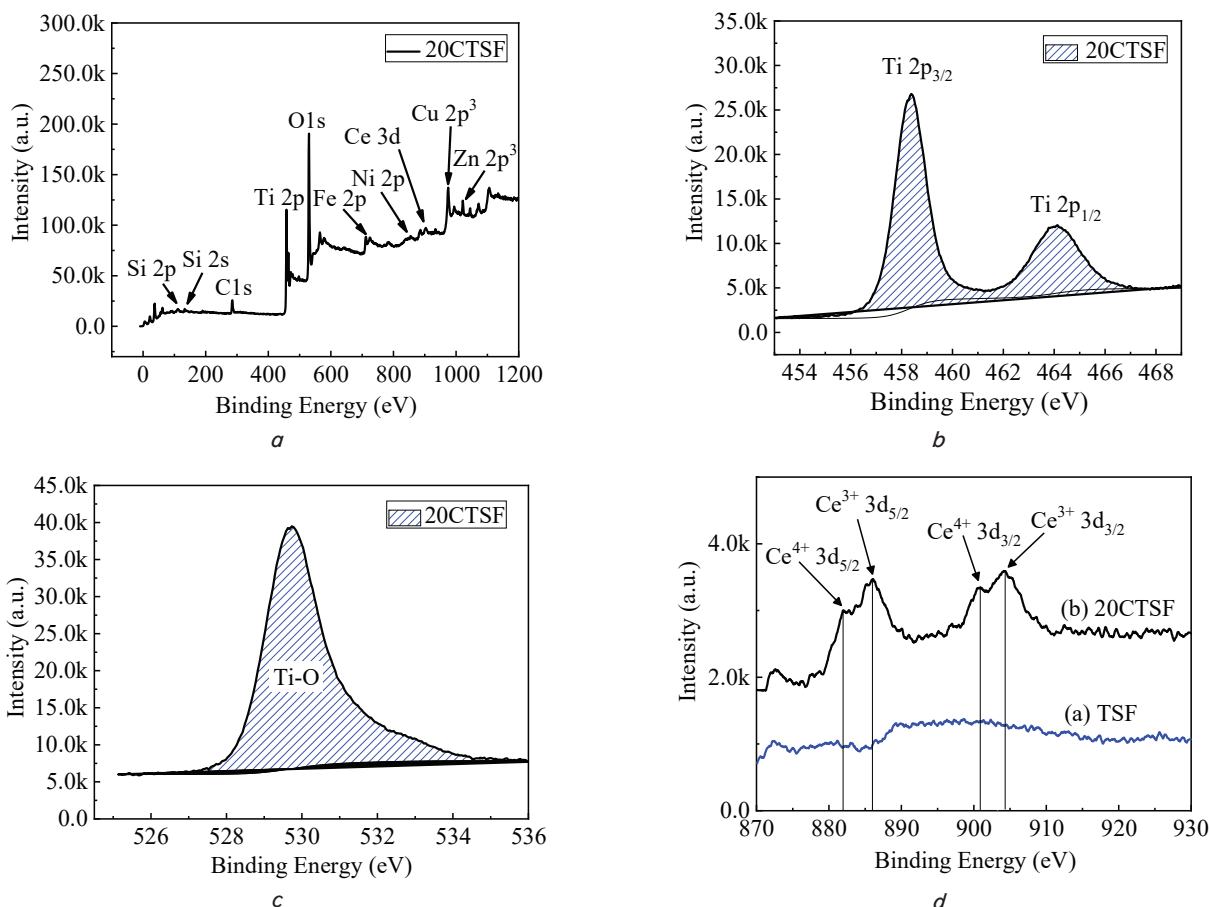 300.0k
250.0k
200.0k
150.0k
100.0k
50.0k
0.0
Intensity (a.u.)
20CTSF
Si 2p
Si 2s
C1s
Ti 2p
O1s
Fe 2p
Ni 2p
Ce 3d
Cu 2p³
Zn 2p³
0 200 400 600 800 1000 1200
Binding Energy (eV)
a
35.0k
30.0k
25.0k
20.0k
15.0k
10.0k
5.0k
0.0
Intensity (a.u.)
20CTSF
Ti 2p3/2
Ti 2p1/2
454 456 458 460 462 464 466 468
Binding Energy (eV)
b
45.0k
40.0k
35.0k
30.0k
25.0k
20.0k
15.0k
10.0k
5.0k
0.0
Intensity (a.u.)
20CTSF
Ti-O
526 528 530 532 534 536
Binding Energy (eV)
c
4.0k
2.0k
0.0
Intensity (a.u.)
Ce³⁺ 3d5/2
Ce⁴⁺ 3d5/2
Ce⁴⁺ 3d3/2
Ce³⁺ 3d3/2
(b) 20CTSF
(a) TSF
870 880 890 900 910 920 930
Binding Energy (eV)
d